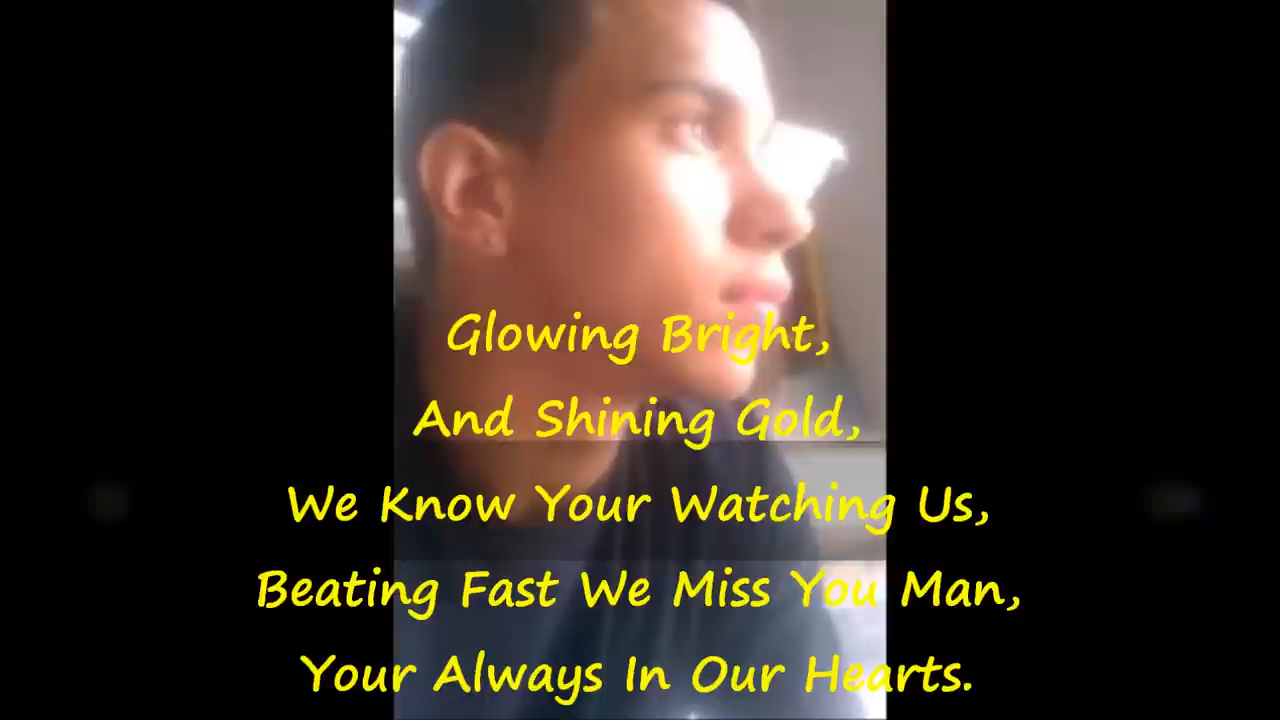 Glowing Bright,
And Shining Gold,
We Know Your Watching Us,
Beating Fast We Miss You Man,
Your Always In Our Hearts.